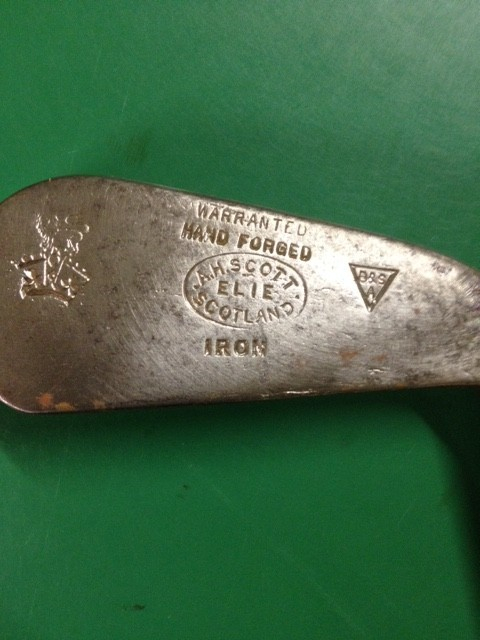 WARRANTED
HAND FORGED
A.H.SCOTT
ELIE
SCOTLAND
IRON